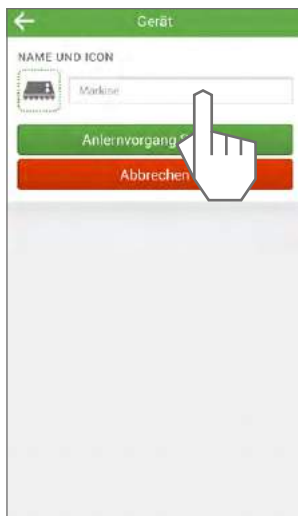 Gerät
NAME UND ICON
Markise
Anlernvorgang S
Abbrechen